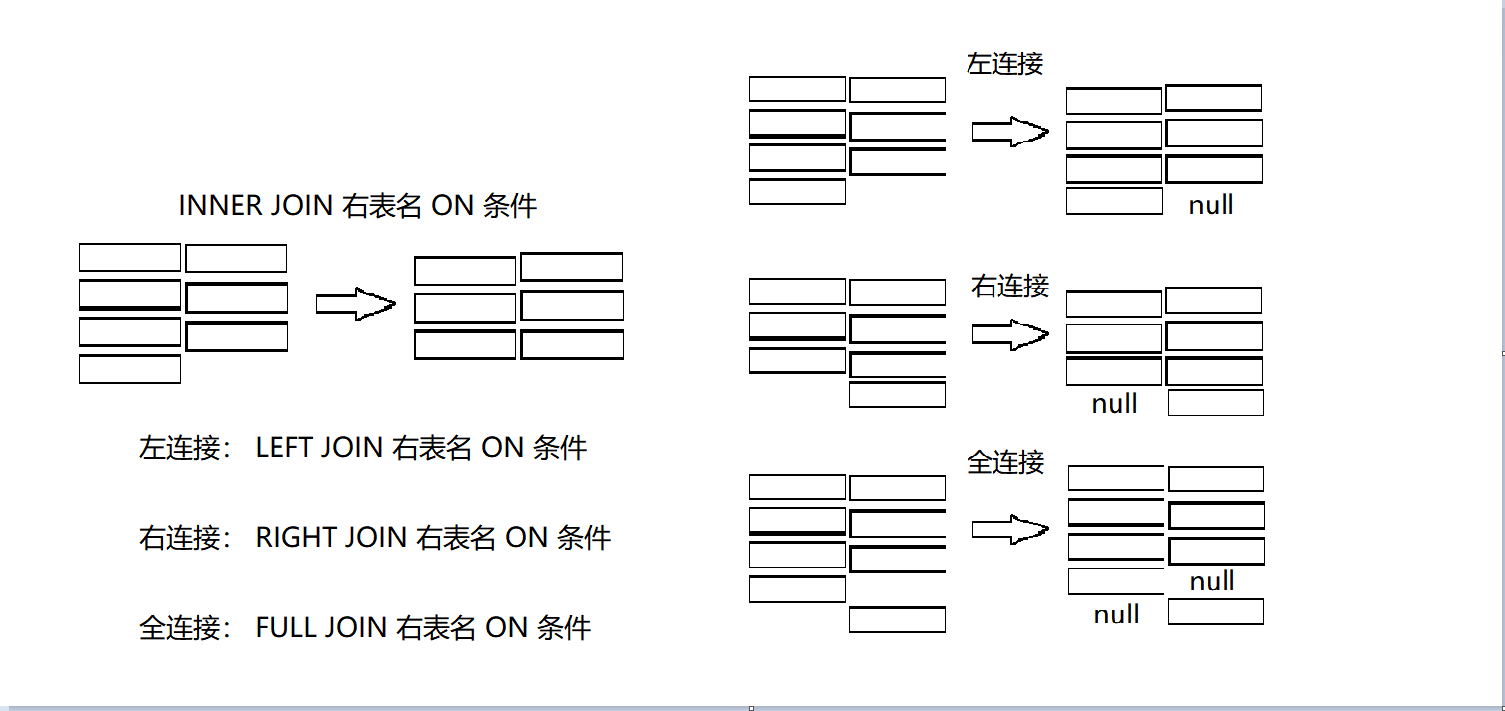 INNER JOIN 右表名 ON 条件
左连接： LEFT JOIN 右表名 ON 条件
右连接： RIGHT JOIN 右表名 ON 条件
全连接： FULL JOIN 右表名 ON 条件
左连接
null
右连接
null
全连接
null
null